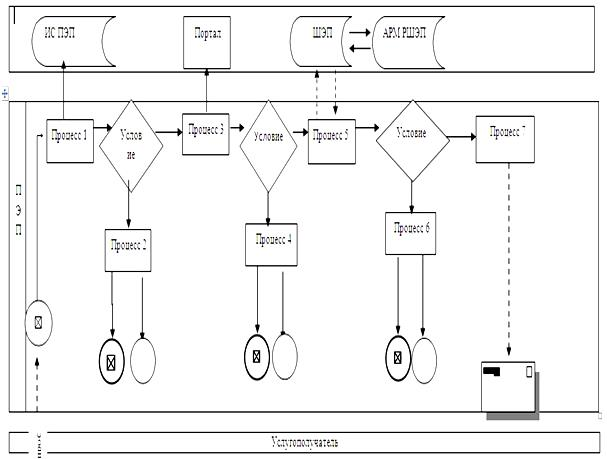 ИС ПЭП
Портал
ШЭП
АРМ РШЭП
Процесс 1
Услов
ие
Процесс 3
Условие
Процесс 5
Условие
Процесс 7
П
Э
П
Процесс 2
Процесс 4
Процесс 6
Услугополучатель